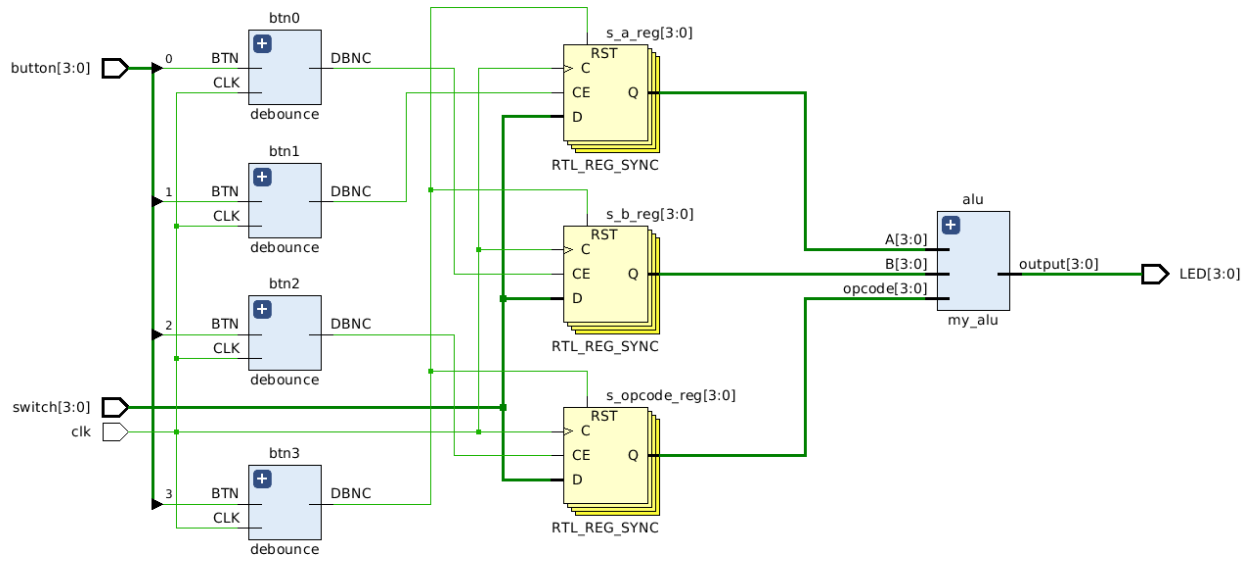 btn0
button[3:0]
0
BTN
CLK
DBNC
debounce
btn1
1
BTN
CLK
DBNC
debounce
btn2
2
BTN
CLK
DBNC
debounce
switch[3:0]
clk
btn3
3
BTN
CLK
DBNC
debounce
s_a_reg[3:0]
RST
C
CE
D
Q
RTL_REG_SYNC
s_b_reg[3:0]
RST
C
CE
D
Q
RTL_REG_SYNC
s_opcode_reg[3:0]
RST
C
CE
D
Q
RTL_REG_SYNC
alu
A[3:0]
B[3:0]
opcode[3:0]
output[3:0]
my_alu
LED[3:0]